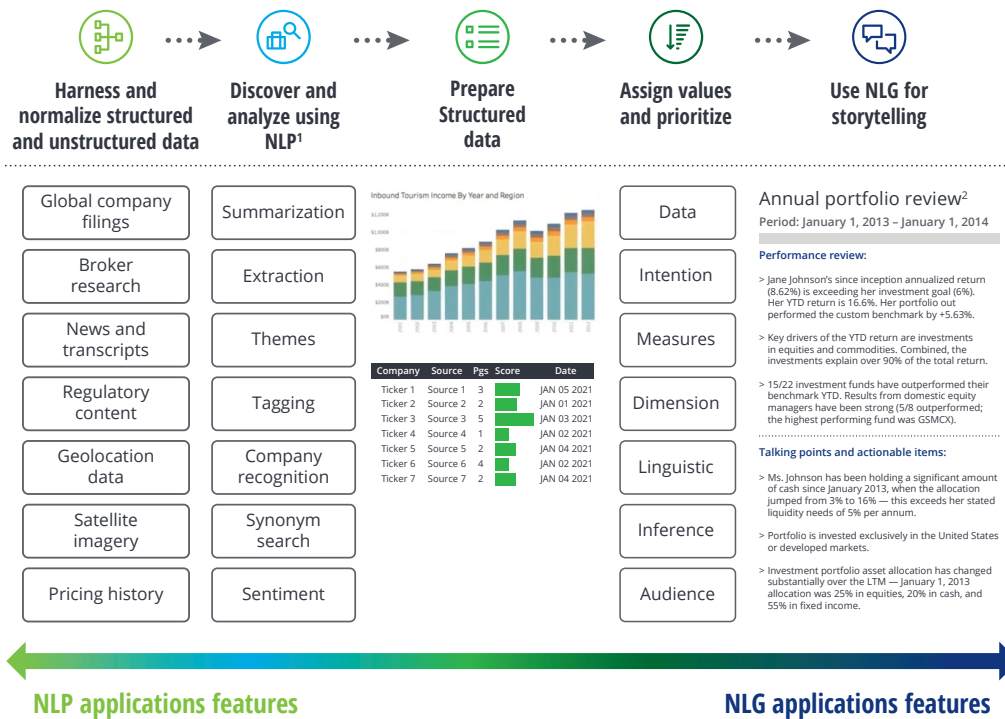 Harness and
normalize structured
and unstructured data
Discover and
analyze using
NLP1
Prepare
Structured
data
Assign values
and prioritize
Use NLG for
storytelling
Global company
filings
Broker
research
News and
transcripts
Regulatory
content
Geolocation
data
Satellite
imagery
Pricing history
Summarization
Extraction
Themes
Tagging
Company
recognition
Synonym
search
Sentiment
Inbound Tourism Income By Year and Region
$1,200K
$1,000K
$800K
$600K
$400K
$200K
$0K
Company Source Pgs Score Date
Ticker 1 Source 1 3 JAN 05 2021
Ticker 2 Source 2 2 JAN 01 2021
Ticker 3 Source 3 5 JAN 03 2021
Ticker 4 Source 4 1 JAN 02 2021
Ticker 5 Source 5 2 JAN 04 2021
Ticker 6 Source 6 4 JAN 02 2021
Ticker 7 Source 7 2 JAN 04 2021
Data
Intention
Measures
Dimension
Linguistic
Inference
Audience
Annual portfolio review2
Period: January 1, 2013 – January 1, 2014
Performance review:
> Jane Johnson's since inception annualized return
(8.62%) is exceeding her investment goal (6%).
Her YTD return is 16.6%. Her portfolio out
performed the custom benchmark by +5.63%.
> Key drivers of the YTD return are investments
in equities and commodities. Combined, the
investments explain over 90% of the total return.
> 15/22 investment funds have outperformed their
benchmark YTD. Results from domestic equity
managers have been strong (5/8 outperformed;
the highest performing fund was GSMCX).
Talking points and actionable items:
> Ms. Johnson has been holding a significant amount
of cash since January 2013, when the allocation
jumped from 3% to 16% — this exceeds her stated
liquidity needs of 5% per annum.
> Portfolio is invested exclusively in the United States
or developed markets.
> Investment portfolio asset allocation has changed
substantially over the LTM — January 1, 2013
allocation was 25% in equities, 20% in cash, and
55% in fixed income.
NLP applications features
NLG applications features